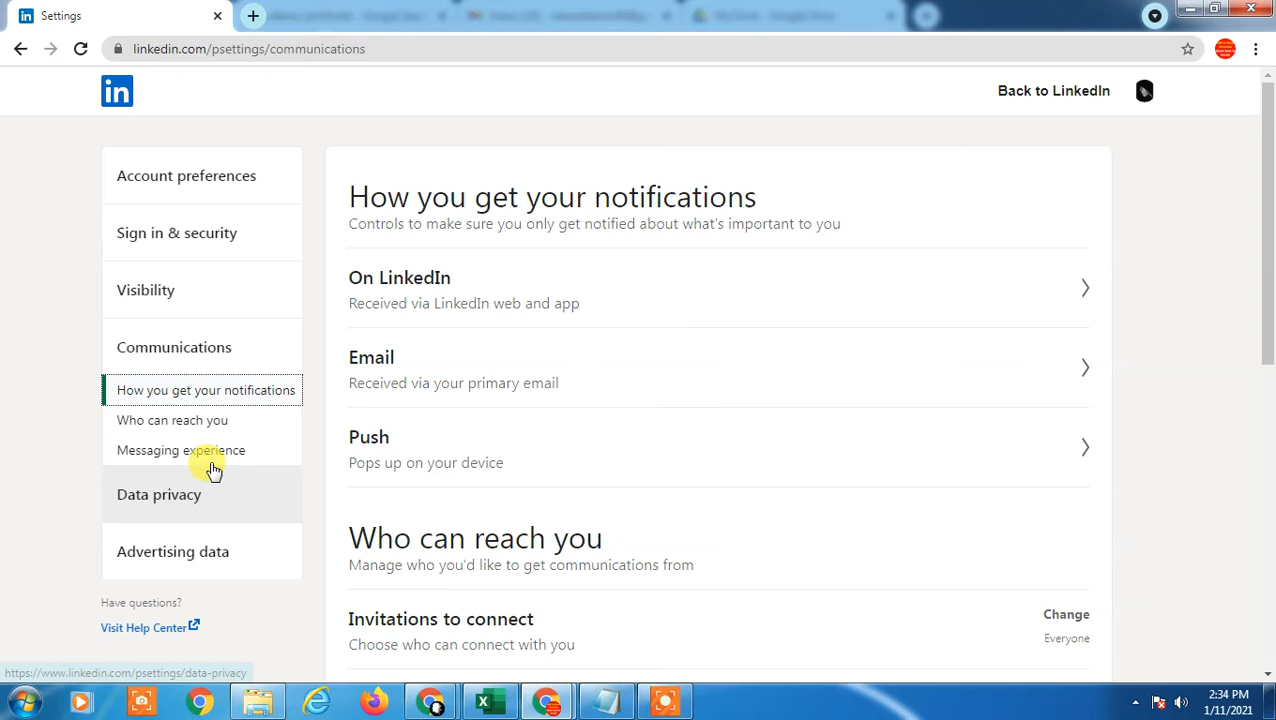 in Settings
linkedin.com/psettings/communications
in
Back to LinkedIn
Account preferences
Sign in & security
Visibility
Communications
How you get your notifications
Who can reach you
Messaging experience
Data privacy
Advertising data
Have questions?
Visit Help Center
How you get your notifications
Controls to make sure you only get notified about what's important to you
On LinkedIn
Received via LinkedIn web and app
Email
Received via your primary email
Push
Pops up on your device
Who can reach you
Manage who you'd like to get communications from
Invitations to connect
Choose who can connect with you
Change
Everyone
https://www.linkedin.com/psettings/data-privacy
2:34 PM
1/11/2021